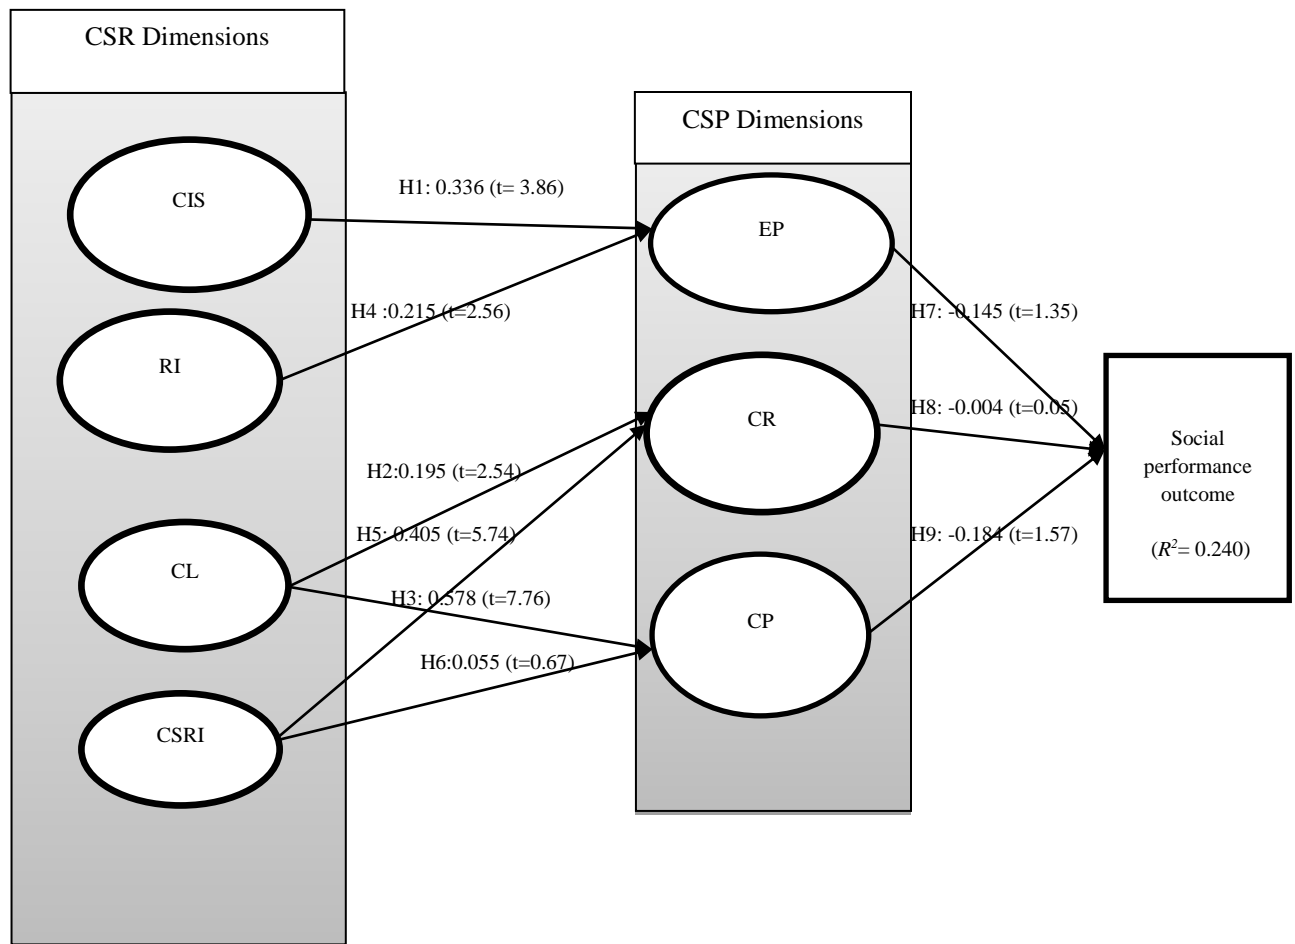 CSR Dimensions
CSP Dimensions
CIS
H1: 0.336 (t= 3.86)
EP
H4 :0.215 (t=2.56)
H7: -0.145 (t=1.35)
RI
CR
H8: -0.004 (t=0.05)
Social
performance
outcome
(R²= 0.240)
H2:0.195 (t=2.54)
H5: 0.405 (t=5.74)
H9: -0.184 (t=1.57)
CL
H3: 0.578 (t=7.76)
CP
H6:0.055 (t=0.67)
CSRI